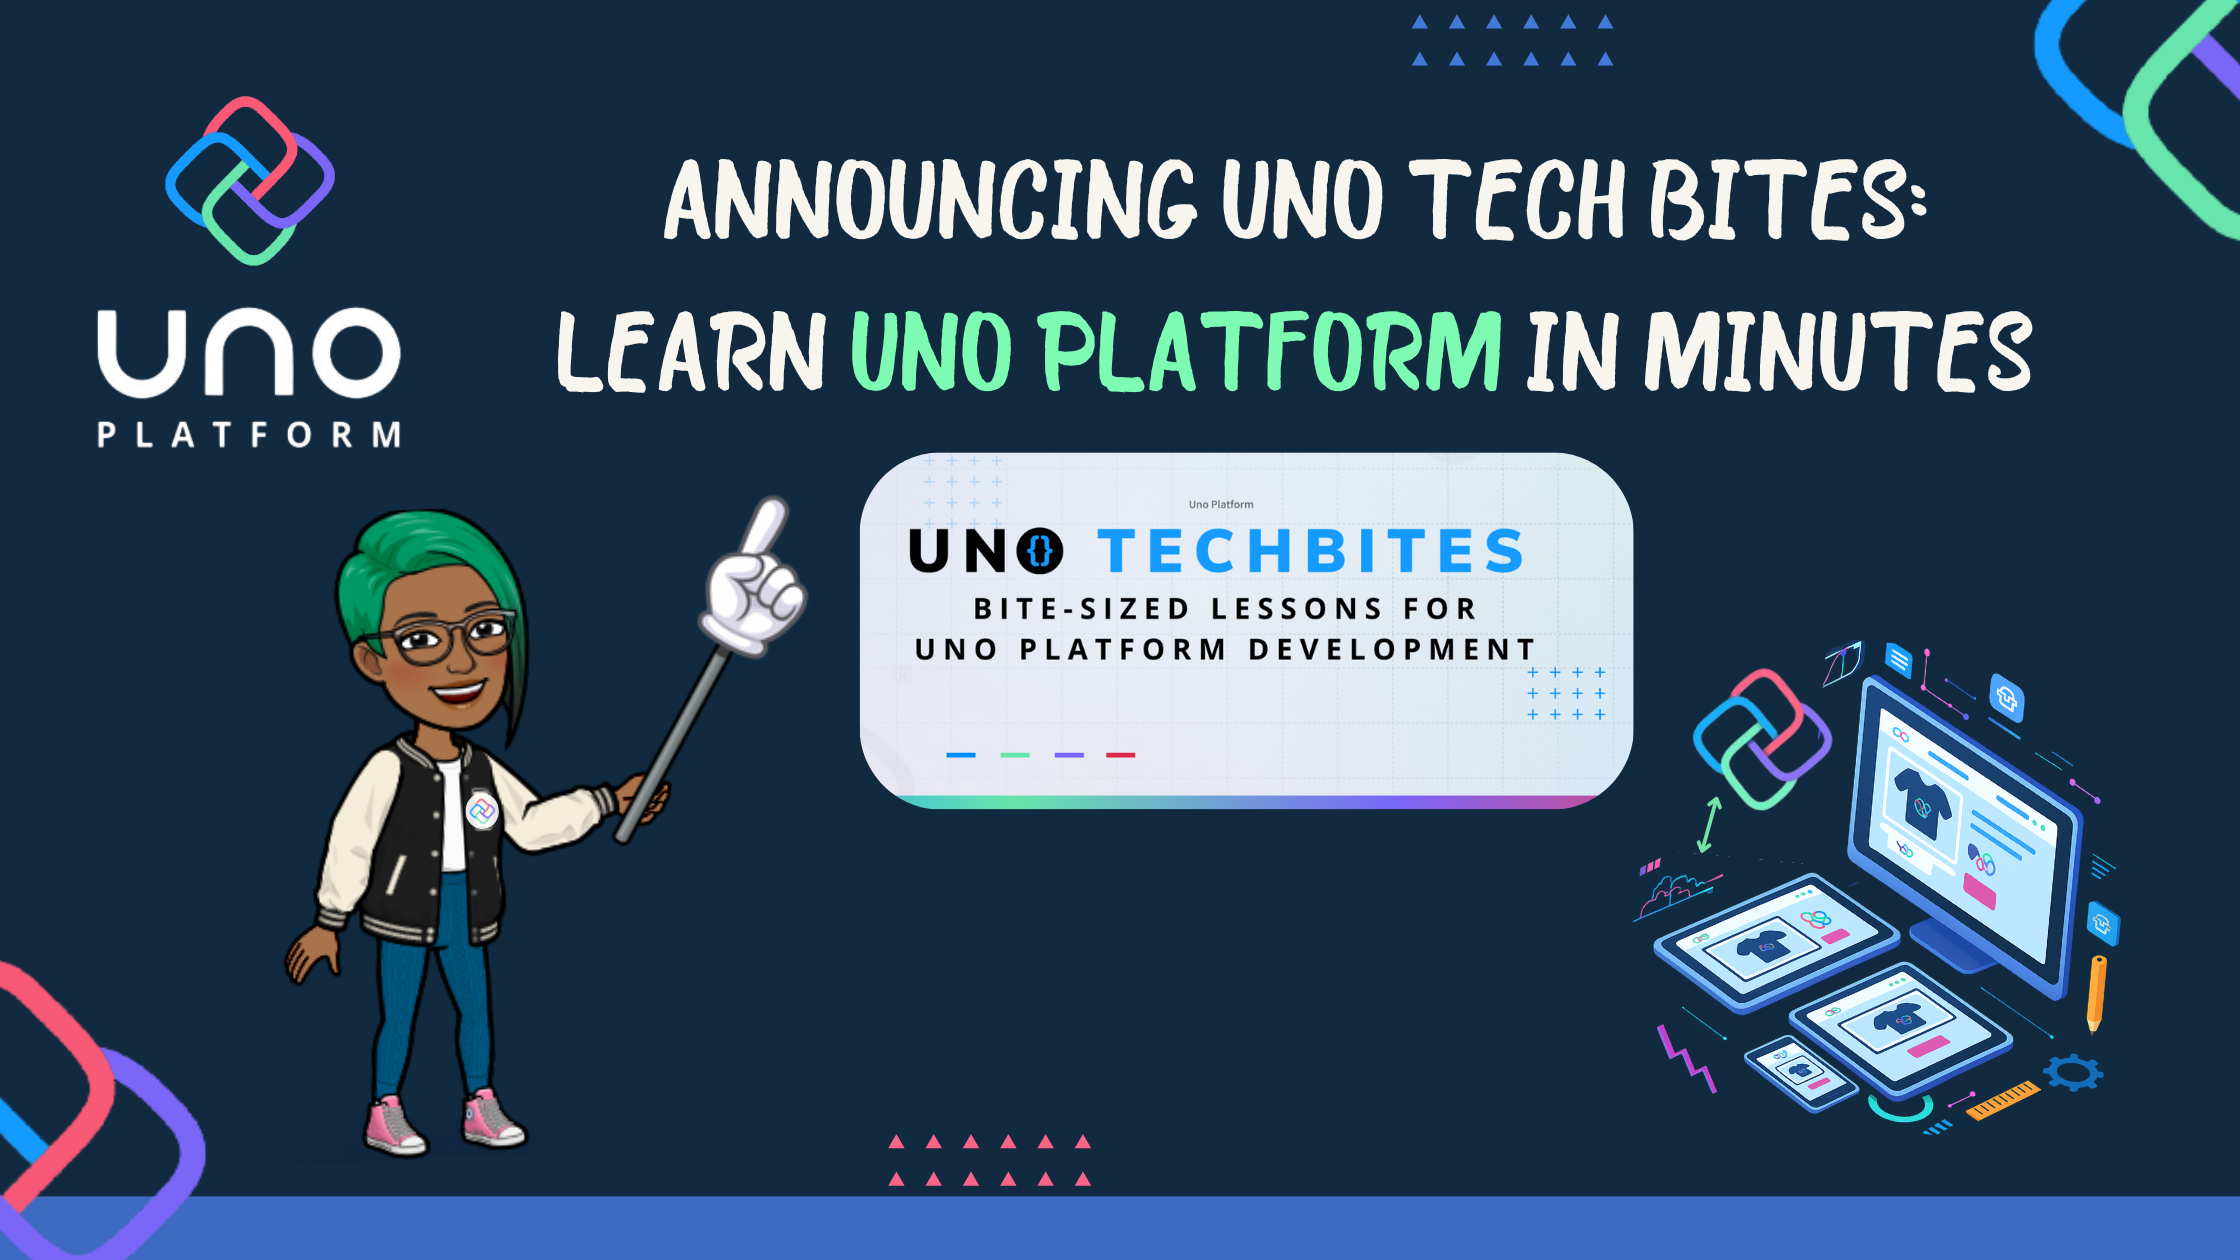 ANNOUNCING UNO TECH BITES:
LEARN UNO PLATFORM IN MINUTES
UNO
PLATFORM
Uno Platform
UNO TECHBITES
BITE-SIZED LESSONS FOR
UNO PLATFORM DEVELOPMENT